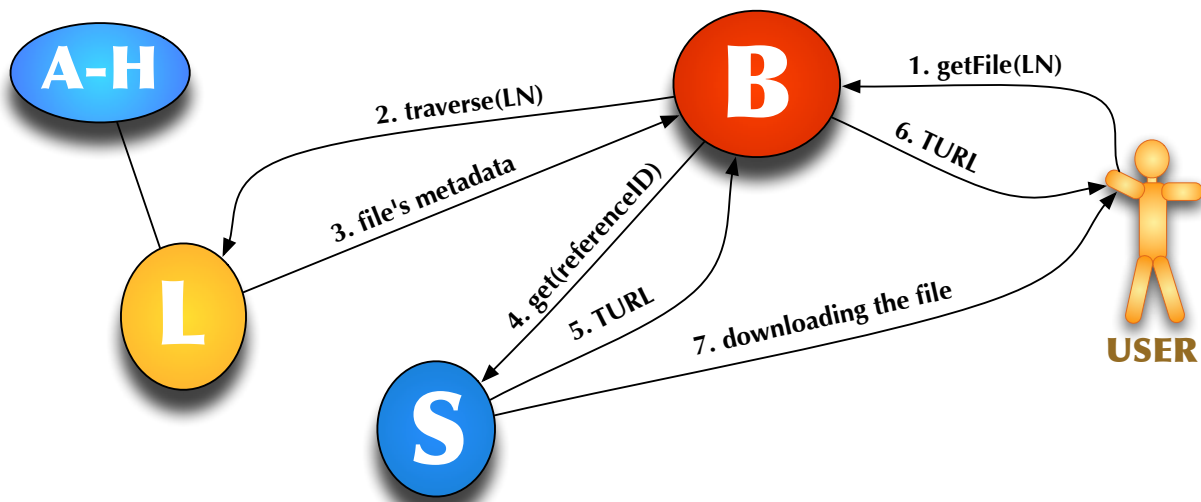 A-H
B
1. getFile(LN)
2. traverse(LN)
6. TURL
3. file's metadata
4. get(referenceID)
L
5. TURL
7. downloading the file
USER
S